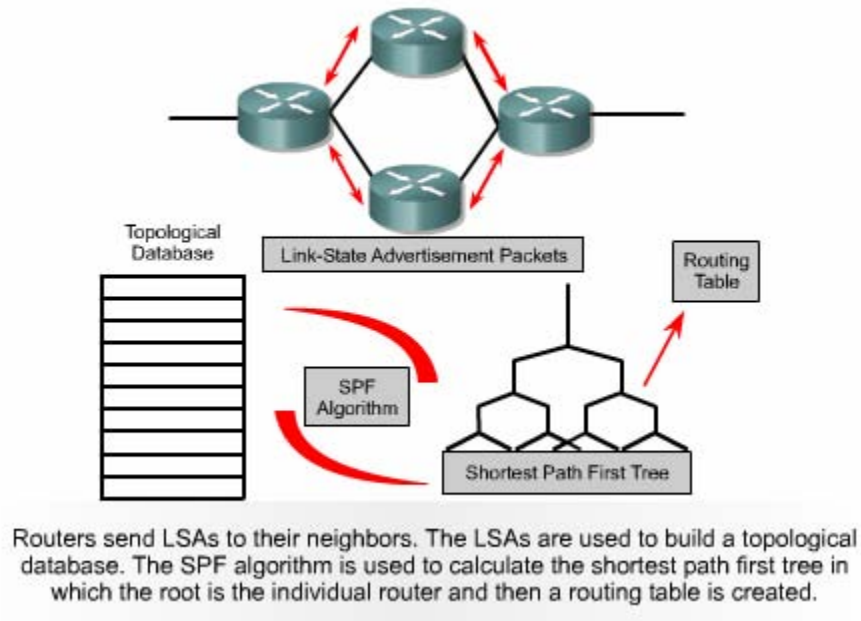 Topological
Database
Link-State Advertisement Packets
Routing
Table
SPF
Algorithm
Shortest Path First Tree
Routers send LSAs to their neighbors. The LSAs are used to build a topological
database. The SPF algorithm is used to calculate the shortest path first tree in
which the root is the individual router and then a routing table is created.